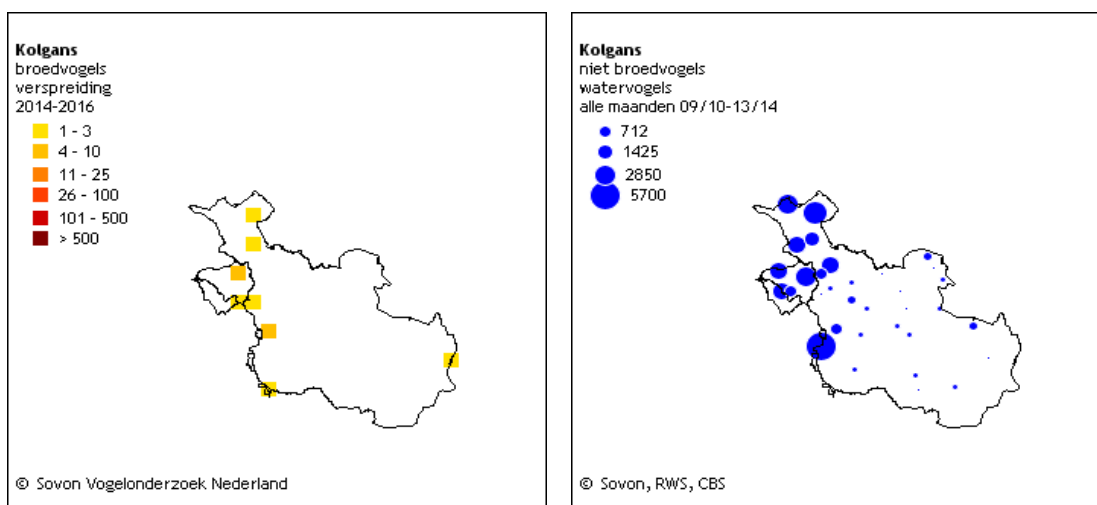 Kolgans
broedvogels
verspreiding
2014-2016
1 - 3
4 - 10
11 - 25
26 - 100
101 - 500
> 500
© Sovon Vogelonderzoek Nederland
Kolgans
niet broedvogels
watervogels
alle maanden 09/10-13/14
712
1425
2850
5700
© Sovon, RWS, CBS